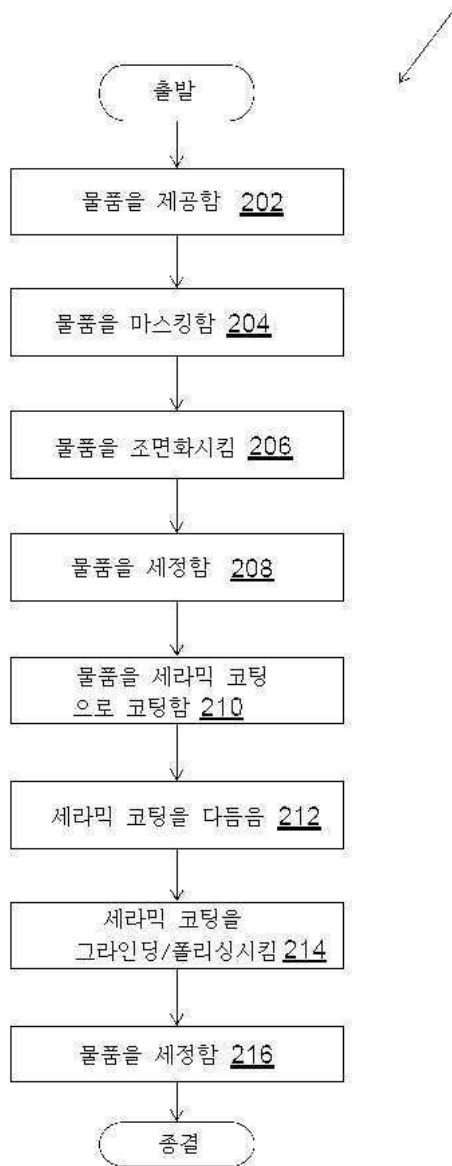 출발
물품을 제공함 202
물품을 마스킹함 204
물품을 조면화시킴 206
물품을 세정함 208
물품을 세라믹 코팅
으로 코팅함 210
세라믹 코팅을 다듬음 212
세라믹 코팅을
그라인딩/폴리싱시킴 214
물품을 세정함 216
종결